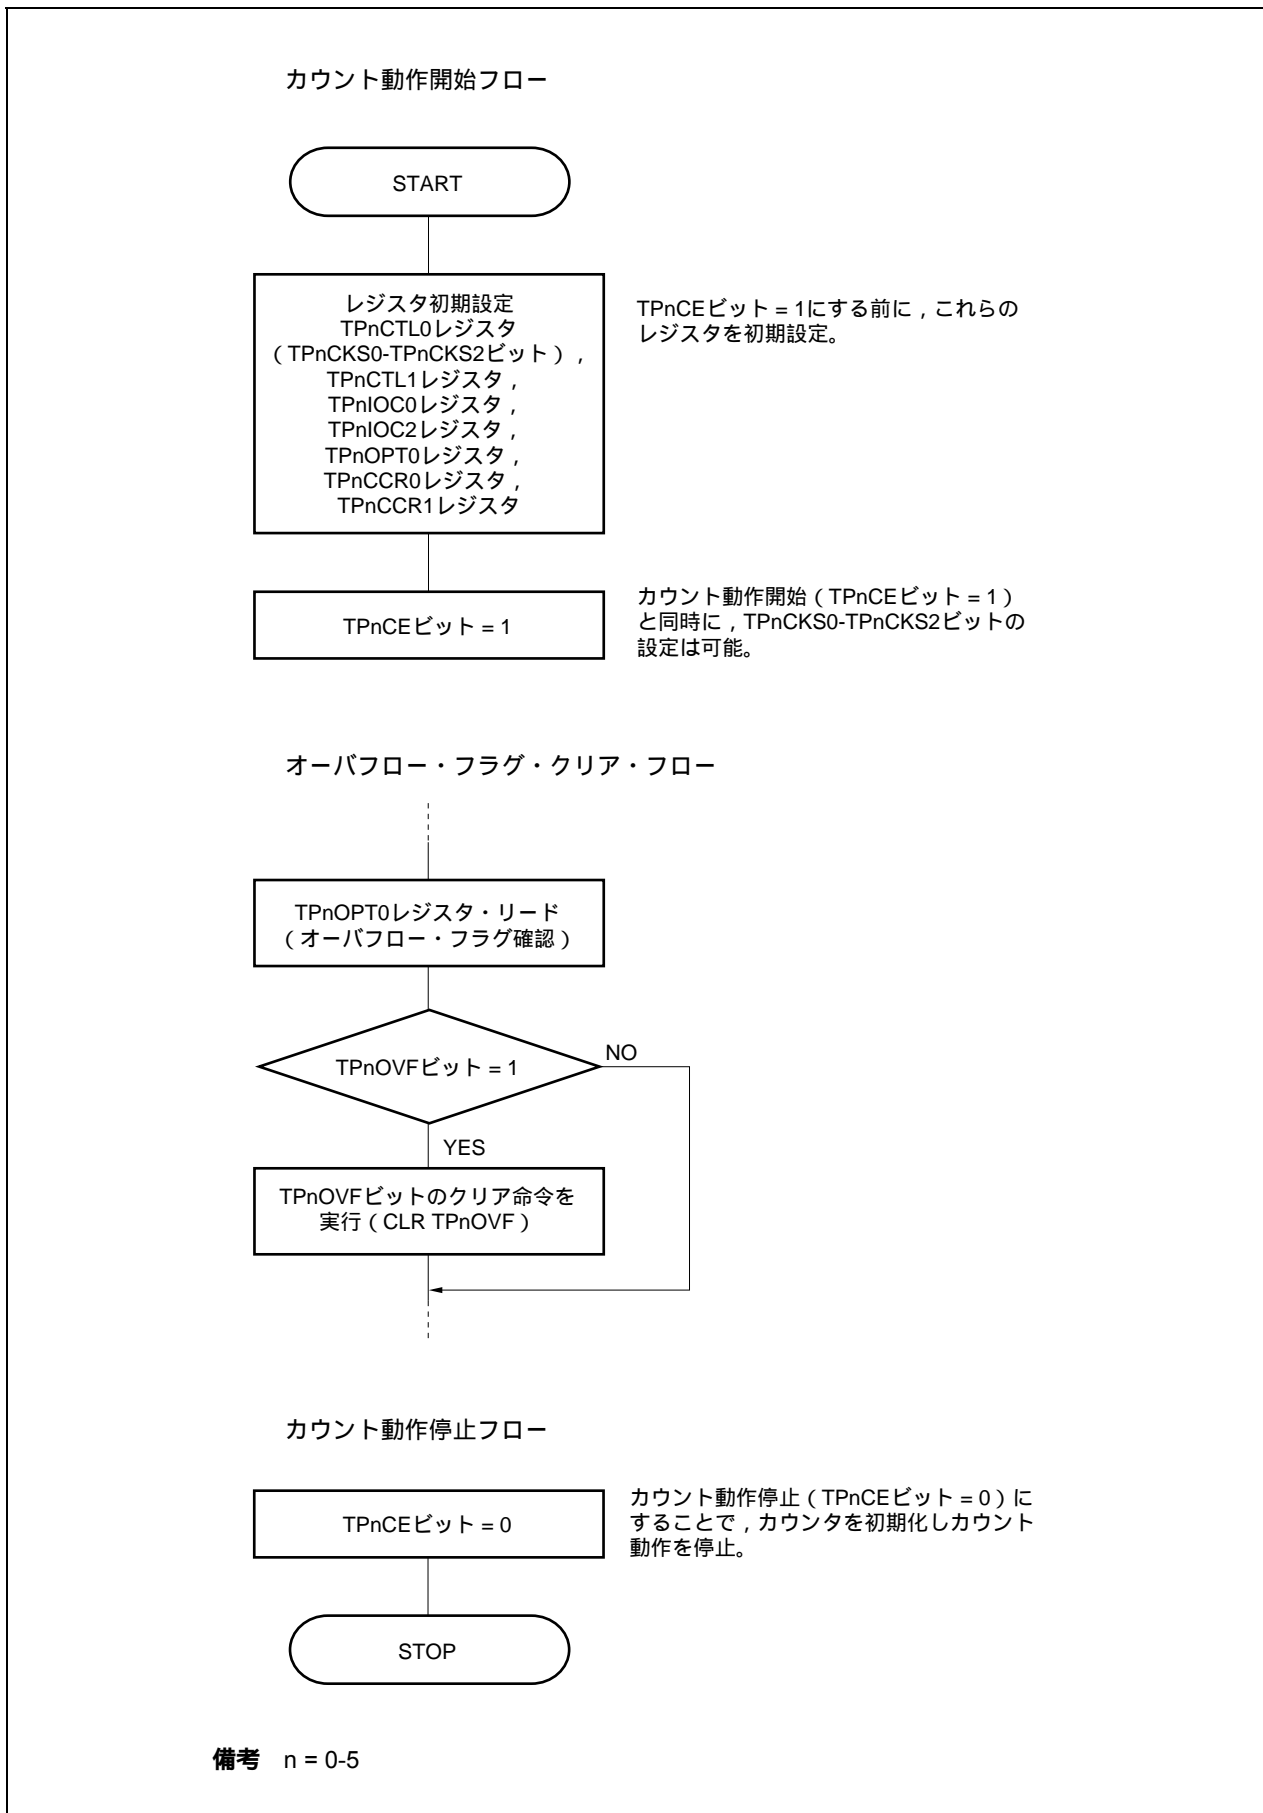 カウント動作開始フロー
START
レジスタ初期設定
TPnCTL0レジスタ
（TPnCKS0-TPnCKS2ビット），
TPnCTL1レジスタ，
TPnIOC0レジスタ，
TPnIOC2レジスタ，
TPnOPT0レジスタ，
TPnCCR0レジスタ，
TPnCCR1レジスタ
TPnCEビット = 1にする前に，これらの
レジスタを初期設定。
TPnCEビット = 1
カウント動作開始（TPnCEビット = 1）
と同時に，TPnCKS0-TPnCKS2ビットの
設定は可能。
オーバフロー・フラグ・クリア・フロー
TPnOPT0レジスタ・リード
（オーバフロー・フラグ確認）
TPnOVFビット = 1
NO
YES
TPnOVFビットのクリア命令を
実行（CLR TPnOVF）
カウント動作停止フロー
TPnCEビット = 0
カウント動作停止（TPnCEビット = 0）に
することで，カウンタを初期化しカウント
動作を停止。
STOP
備考 n = 0-5